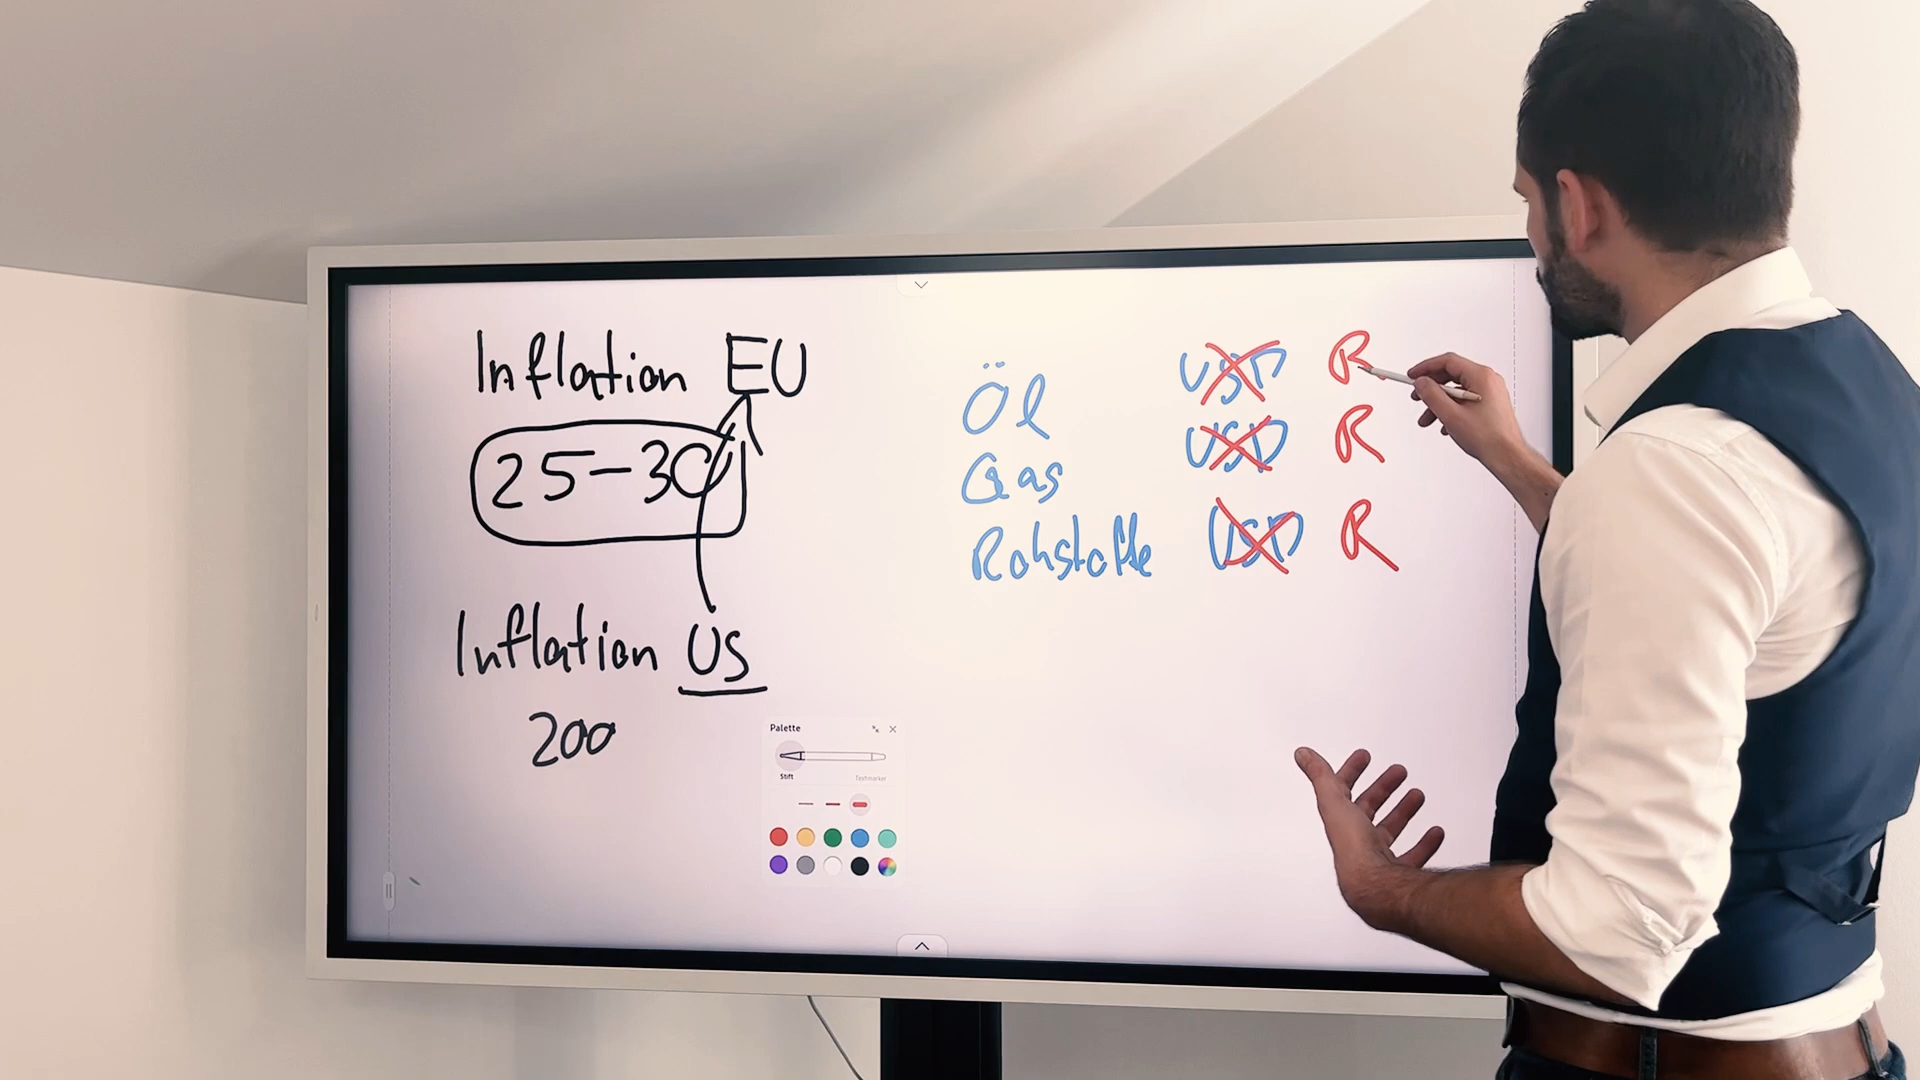 Inflation EU
25-30
Inflation US
200
Öl USD R
Gas USD R
Rohstoffe USD R
Palette
Stift Textmarker